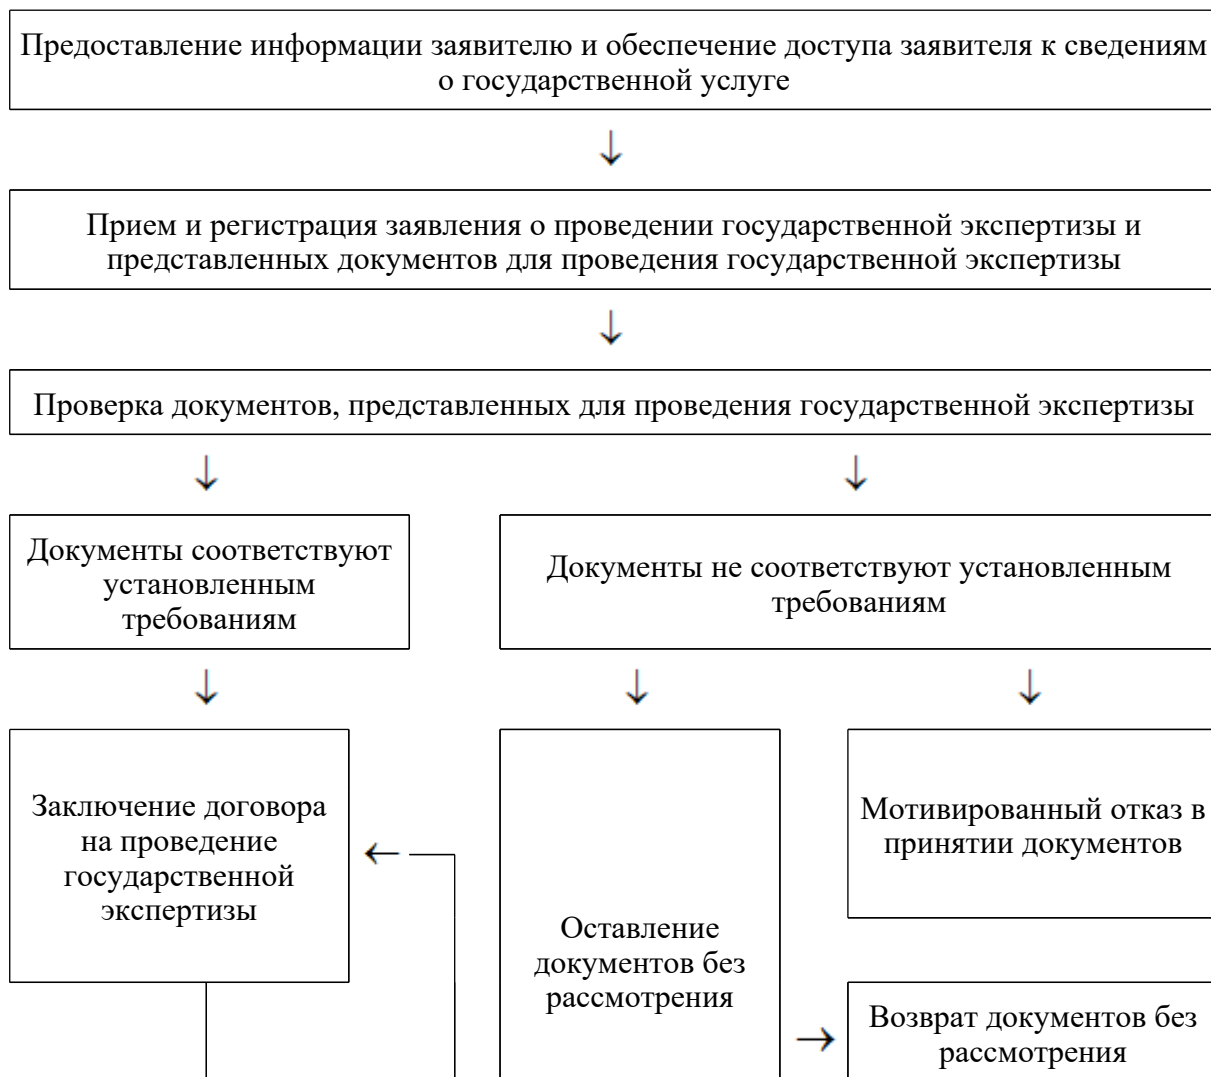 Предоставление информации заявителю и обеспечение доступа заявителя к сведениям
о государственной услуге
Прием и регистрация заявления о проведении государственной экспертизы и
представленных документов для проведения государственной экспертизы
Проверка документов, представленных для проведения государственной экспертизы
Документы соответствуют
установленным
требованиям
Документы не соответствуют установленным
требованиям
Заключение договора
на проведение
государственной
экспертизы
Оставление
документов без
рассмотрения
Мотивированный отказ в
принятии документов
Возврат документов без
рассмотрения